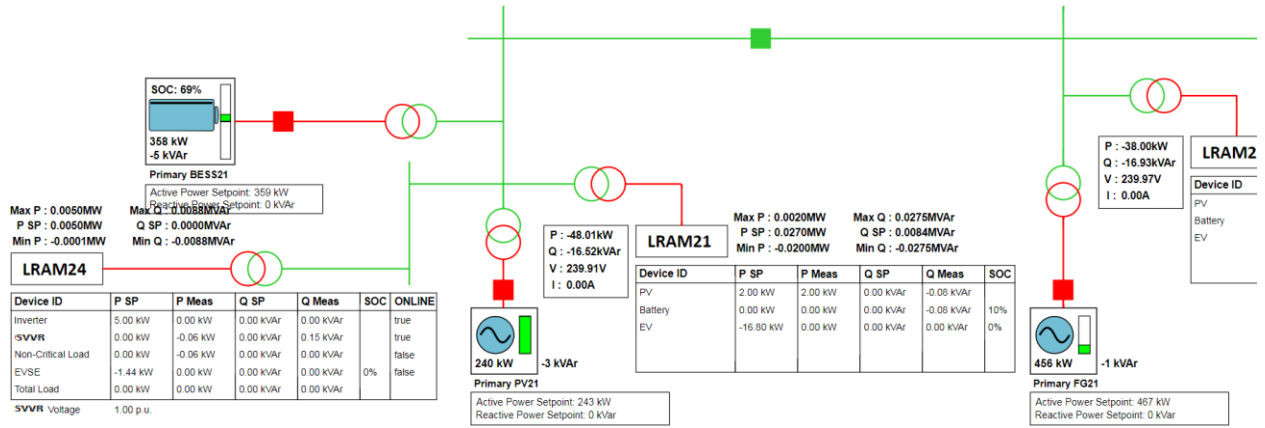 SOC: 69%
358 kW
-5 kVAr
Primary BESS21
Active Power Setpoint: 359 kW
Reactive Power Setpoint: 0 kVar
Max P : 0.0050MW Max Q : 0.0088MVAr
P SP : 0.0050MW Q SP : 0.0000MVAr
Min P : -0.0001MW Min Q : -0.0088MVAr
LRAM24
Device ID P SP P Meas Q SP Q Meas SOC ONLINE
Inverter 5.00 kW 0.00 kW 0.00 kVAr 0.00 kVAr true
SVVR 0.00 kW -0.06 kW 0.00 kVAr 0.15 kVAr true
Non-Critical Load 0.00 kW -0.06 kW 0.00 kVAr 0.00 kVAr false
EVSE -1.44 kW 0.00 kW 0.00 kVAr 0.00 kVAr 0% false
Total Load 0.00 kW 0.00 kW 0.00 kVAr 0.00 kVAr
SVVR Voltage 1.00 p.u.
P : -48.01kW
Q : -16.52kVAr
V : 239.91V
I : 0.00A
240 kW -3 kVAr
Primary PV21
Active Power Setpoint: 243 kW
Reactive Power Setpoint: 0 kVar
LRAM21
Max P : 0.0020MW Max Q : 0.0275MVAr
P SP : 0.0270MW Q SP : 0.0084MVAr
Min P : -0.0200MW Min Q : -0.0275MVAr
Device ID P SP P Meas Q SP Q Meas SOC
PV 2.00 kW 2.00 kW 0.00 kVAr -0.08 kVAr
Battery 0.00 kW 0.00 kW 0.00 kVAr -0.08 kVAr 10%
EV -16.80 kW 0.00 kW 0.00 kVAr 0.00 kVAr 0%
P : -38.00kW
Q : -16.93kVAr
V : 239.97V
I : 0.00A
LRAM2
Device ID
PV
Battery
EV
456 kW -1 kVAr
Primary FG21
Active Power Setpoint: 467 kW
Reactive Power Setpoint: 0 kVar